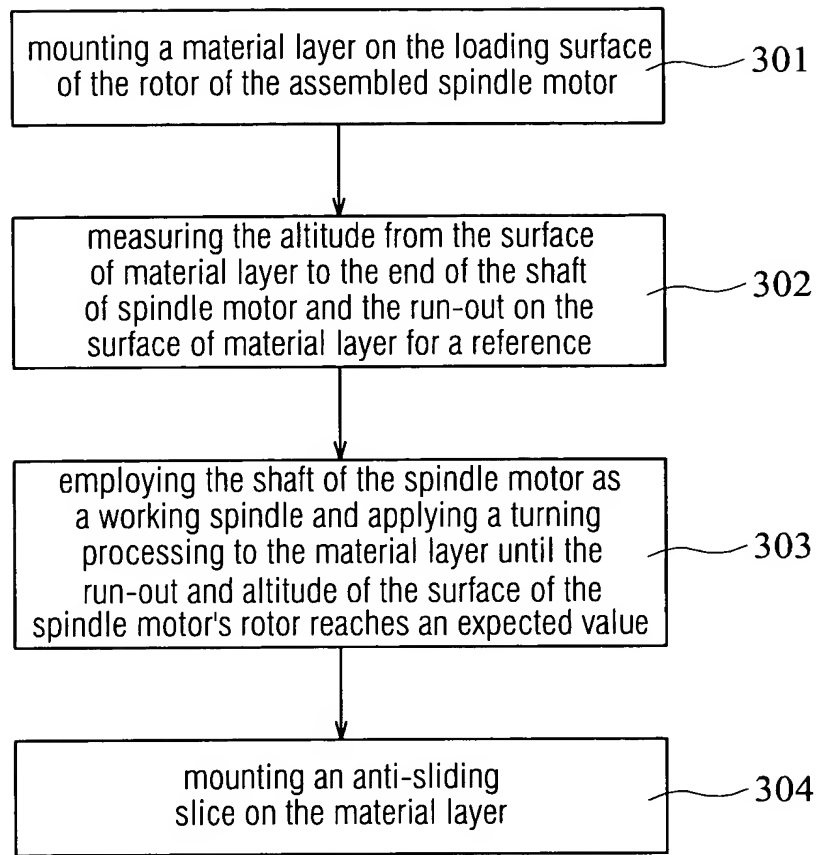 mounting a material layer on the loading surface
of the rotor of the assembled spindle motor
301
measuring the altitude from the surface
of material layer to the end of the shaft
of spindle motor and the run-out on the
surface of material layer for a reference
302
employing the shaft of the spindle motor as
a working spindle and applying a turning
processing to the material layer until the
run-out and altitude of the surface of the
spindle motor's rotor reaches an expected value
303
mounting an anti-sliding
slice on the material layer
304